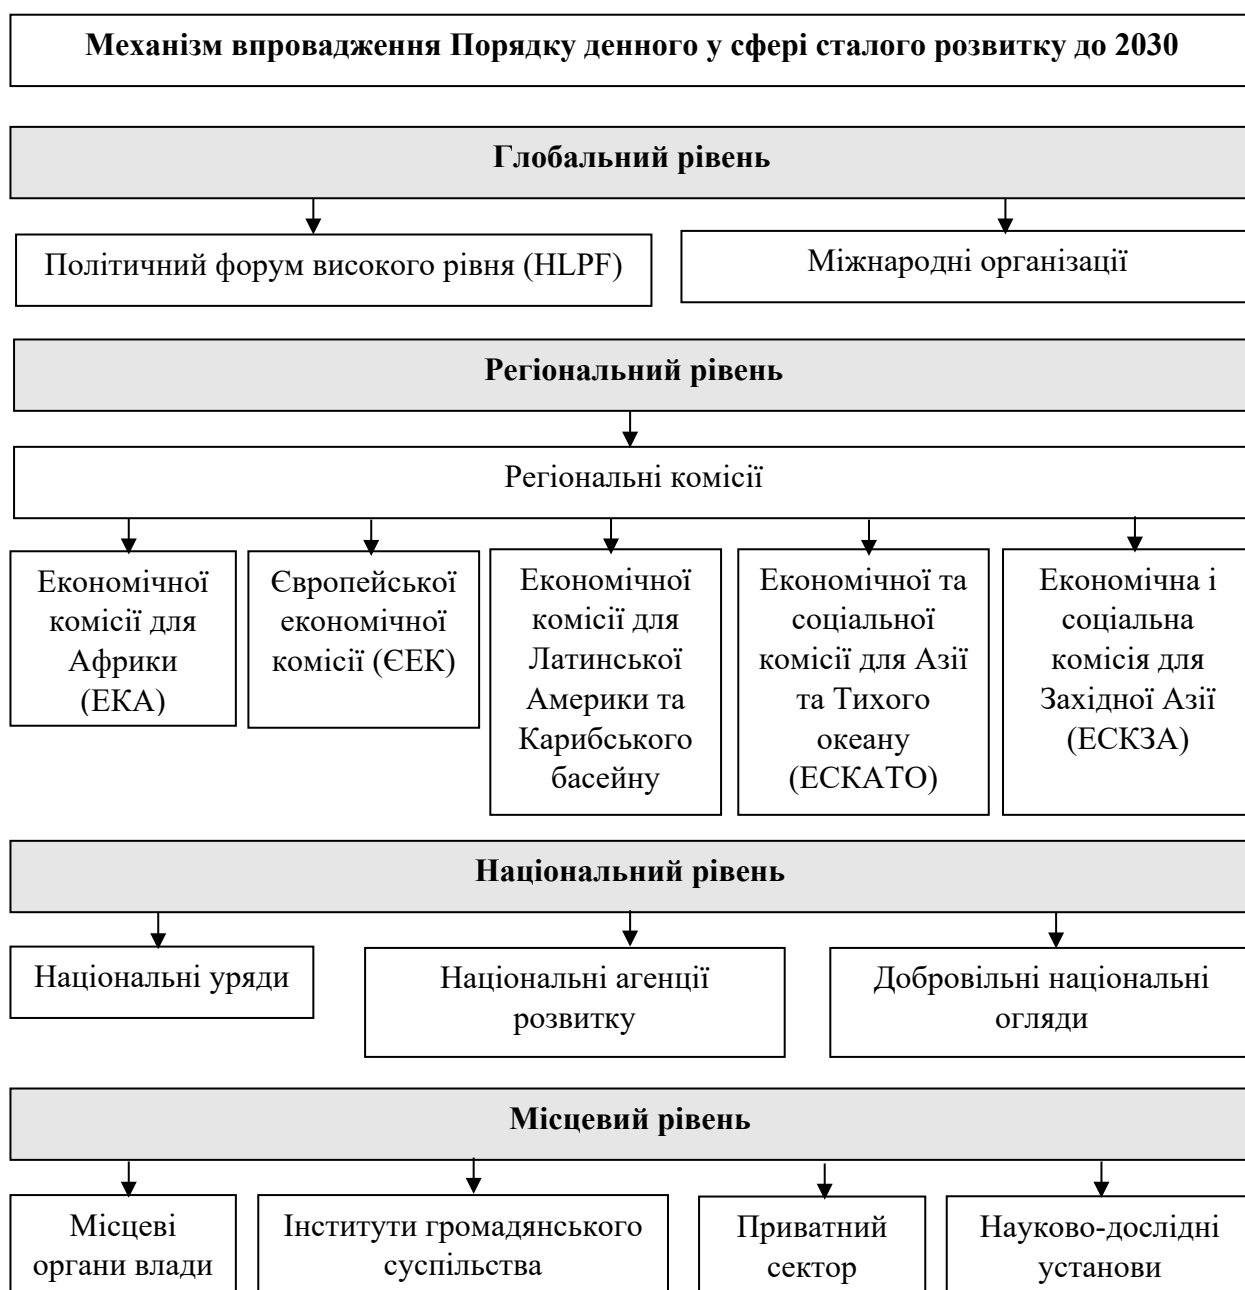 Механізм впровадження Порядку денного у сфері сталого розвитку до 2030
Глобальний рівень
Політичний форум високого рівня (HLPF)
Міжнародні організації
Регіональний рівень
Регіональні комісії
Економічної
комісії для
Африки
(ЕКА)
Європейської
економічної
комісії (ЄЕК)
Економічної
комісії для
Латинської
Америки та
Карибського
басейну
Економічної та
соціальної
комісії для Азії
та Тихого
океану
(ЕСКАТО)
Економічна і
соціальна
комісія для
Західної Азії
(ЕСКЗА)
Національний рівень
Національні уряди
Національні агенції
розвитку
Добровільні національні
огляди
Місцевий рівень
Місцеві
органи влади
Інститути громадянського
суспільства
Приватний
сектор
Науково-дослідні
установи